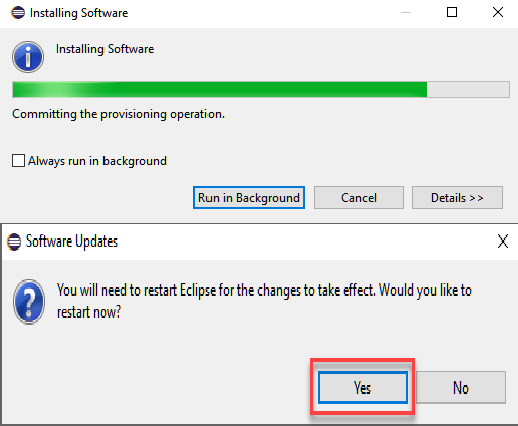 Installing Software
Installing Software
Committing the provisioning operation.
Always run in background
Run in Background
Cancel
Details >>
Software Updates
You will need to restart Eclipse for the changes to take effect. Would you like to
restart now?
Yes
No